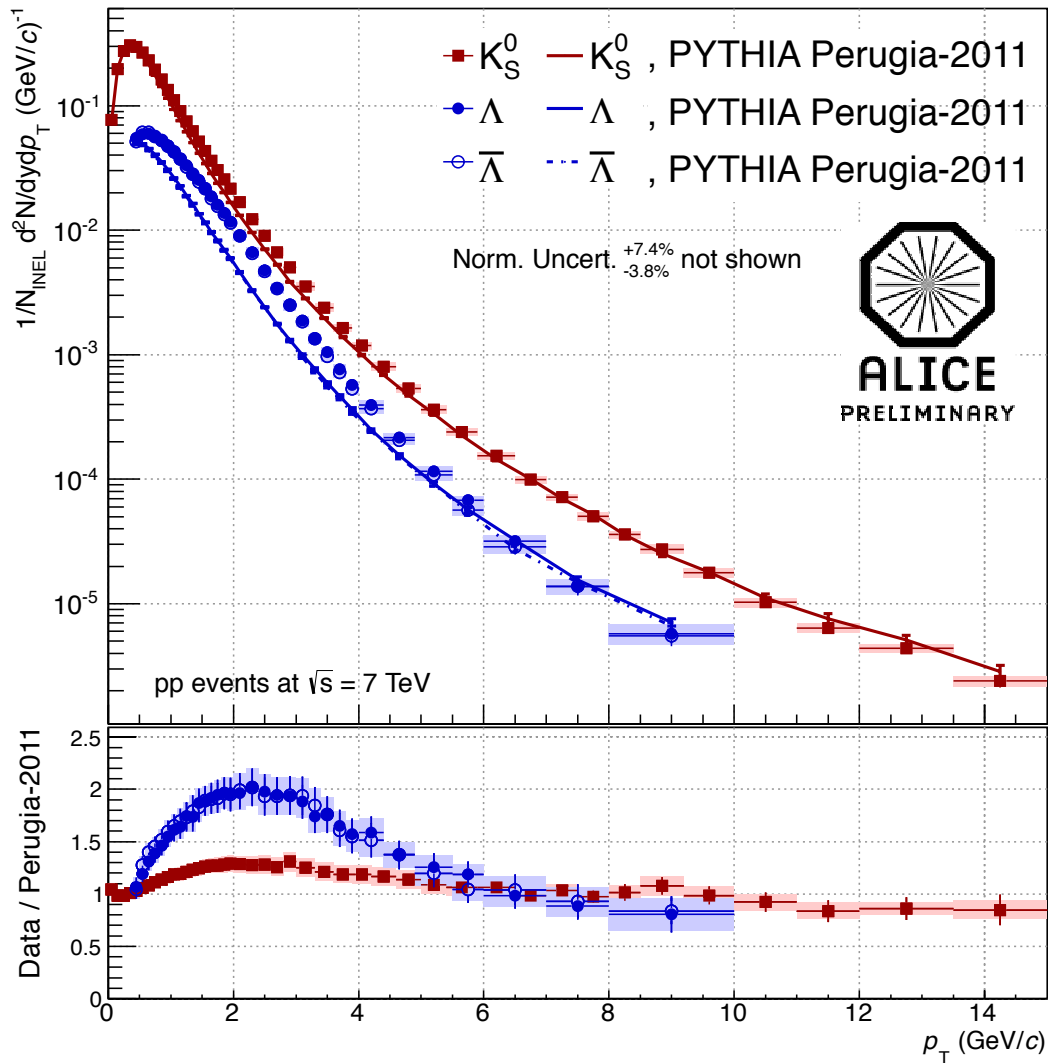 1/N_INEL d²N/dydp_T (GeV/c)⁻¹
10⁻¹
10⁻²
10⁻³
10⁻⁴
10⁻⁵
K⁰_S K⁰_S , PYTHIA Perugia-2011
Λ Λ , PYTHIA Perugia-2011
Λ̅ Λ̅ , PYTHIA Perugia-2011
Norm. Uncert. +7.4% -3.8% not shown
ALICE
PRELIMINARY
pp events at √s = 7 TeV
Data / Perugia-2011
2.5
2
1.5
1
0.5
0
0 2 4 6 8 10 12 14
p_T (GeV/c)